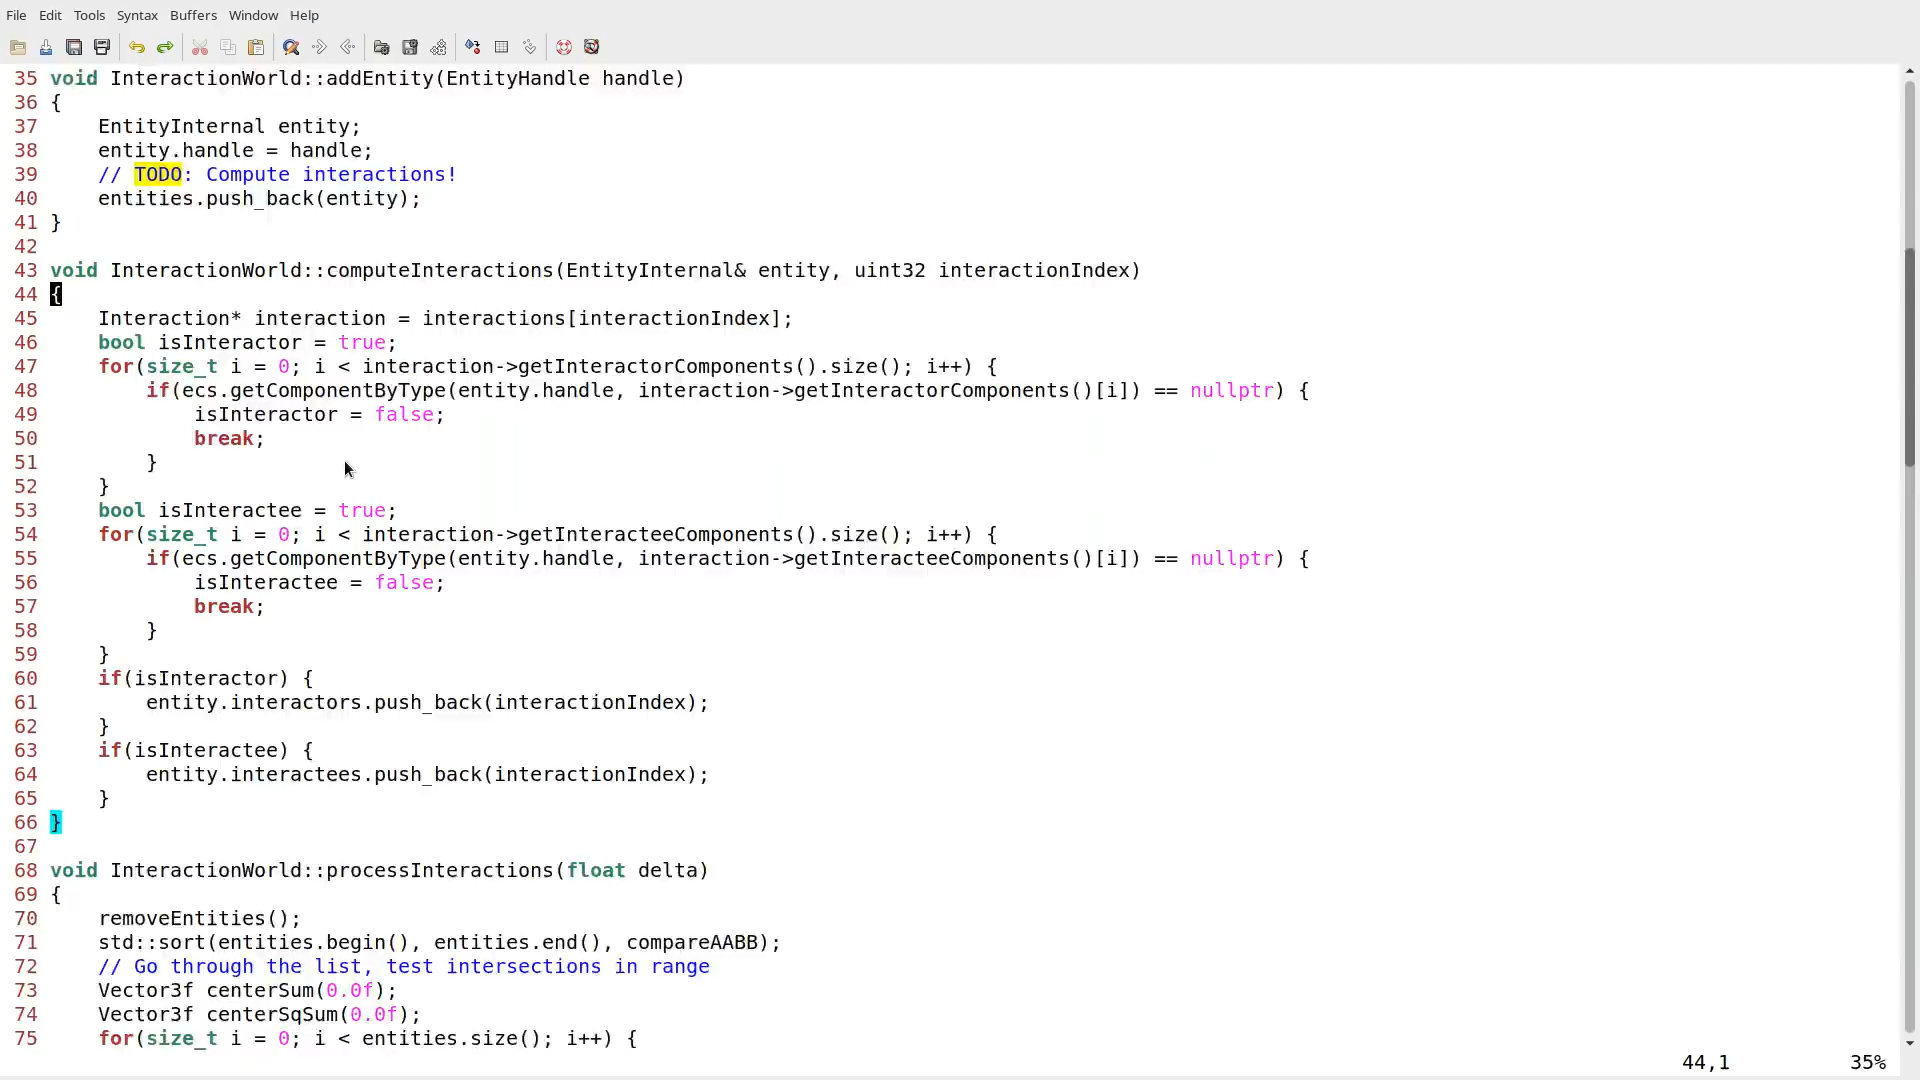 File Edit Tools Syntax Buffers Window Help
35 void InteractionWorld::addEntity(EntityHandle handle)
36 {
37     EntityInternal entity;
38     entity.handle = handle;
39     // TODO: Compute interactions!
40     entities.push_back(entity);
41 }
42
43 void InteractionWorld::computeInteractions(EntityInternal& entity, uint32 interactionIndex)
44 {
45     Interaction* interaction = interactions[interactionIndex];
46     bool isInteractor = true;
47     for(size_t i = 0; i < interaction->getInteractorComponents().size(); i++) {
48         if(ecs.getComponentByType(entity.handle, interaction->getInteractorComponents()[i]) == nullptr) {
49             isInteractor = false;
50             break;
51         }
52     }
53     bool isInteractee = true;
54     for(size_t i = 0; i < interaction->getInteracteeComponents().size(); i++) {
55         if(ecs.getComponentByType(entity.handle, interaction->getInteracteeComponents()[i]) == nullptr) {
56             isInteractee = false;
57             break;
58         }
59     }
60     if(isInteractor) {
61         entity.interactors.push_back(interactionIndex);
62     }
63     if(isInteractee) {
64         entity.interactees.push_back(interactionIndex);
65     }
66 }
67
68 void InteractionWorld::processInteractions(float delta)
69 {
70     removeEntities();
71     std::sort(entities.begin(), entities.end(), compareAABB);
72     // Go through the list, test intersections in range
73     Vector3f centerSum(0.0f);
74     Vector3f centerSqSum(0.0f);
75     for(size_t i = 0; i < entities.size(); i++) {
44,1 35%